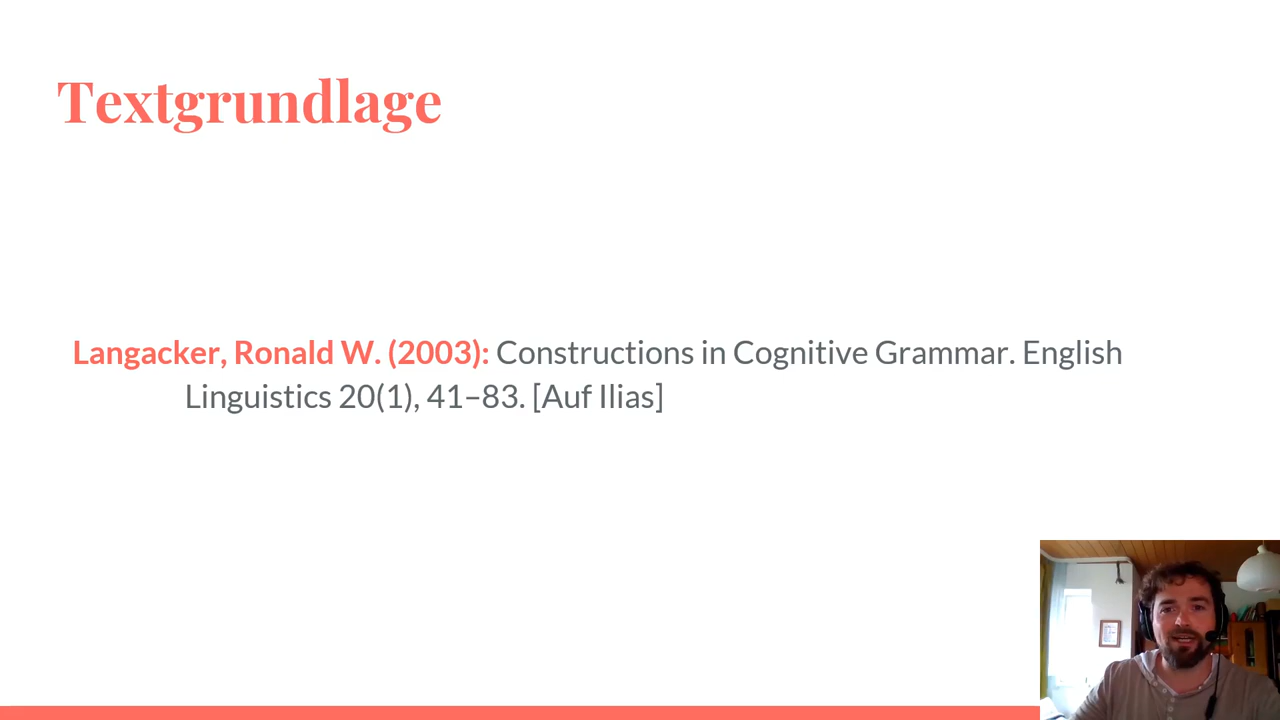 Textgrundlage
Langacker, Ronald W. (2003): Constructions in Cognitive Grammar. English
Linguistics 20(1), 41–83. [Auf Ilias]